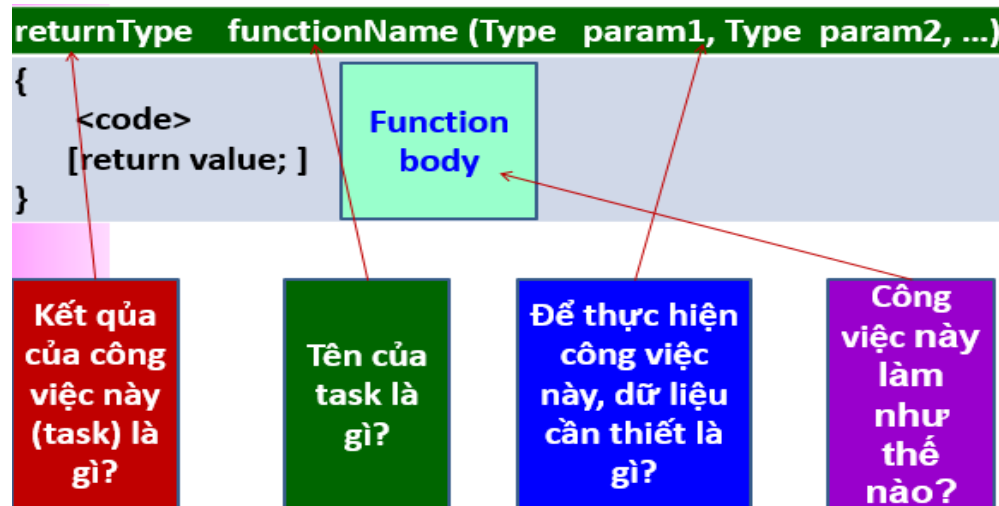 returnType functionName (Type param1, Type param2, ...)
{
<code>
[return value; ]
}
Function
body
Kết qủa
của công
việc này
(task) là
gì?
Tên của
task là
gì?
Để thực hiện
công việc
này, dữ liệu
cần thiết là
gì?
Công
việc này
làm
như
thế
nào?